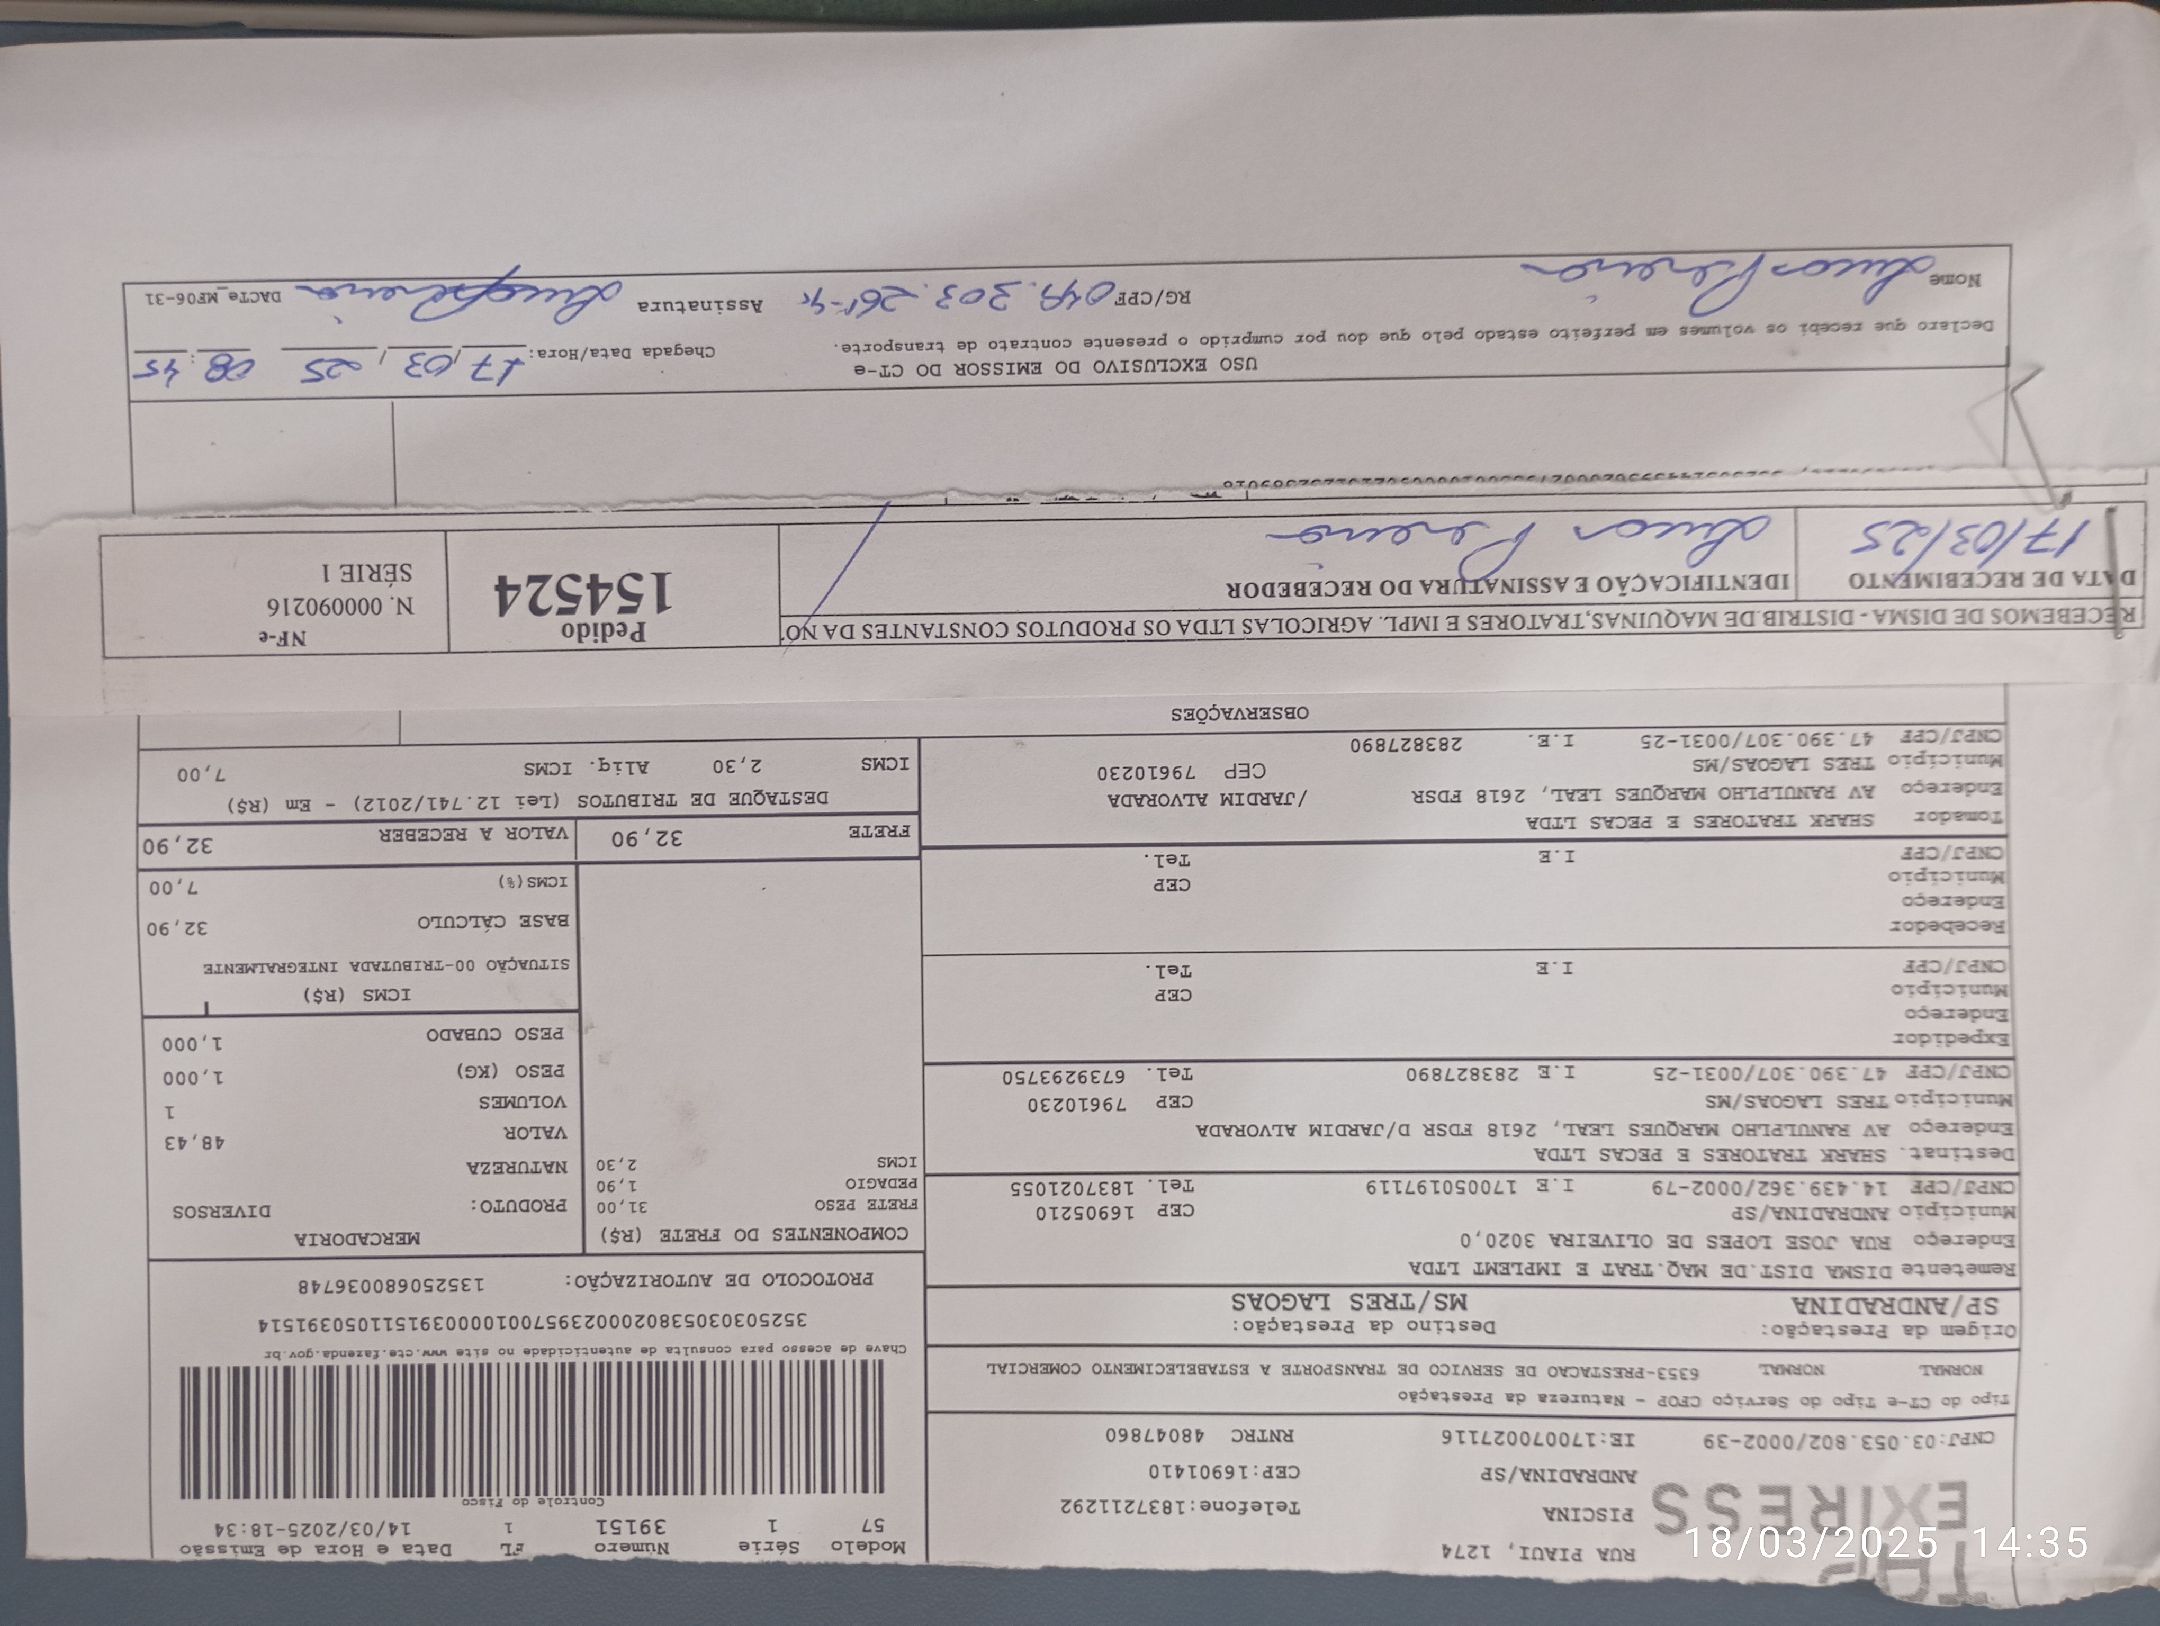 RUA PIAUI, 1274
PISCINA Telefone:1837211292
ANDRADINA/SP CEP:16901410
CNPJ:03.053.802/0002-39 IE:170070027116 RNTRC 48047860
Modelo Série Número FL Data e Hora de Emissão
57 1 39151 1 14/03/2025-18:34
Controle do Fisco
Chave de acesso para consulta de autenticidade no site www.cte.fazenda.gov.br
PROTOCOLO DE AUTORIZAÇÃO: 135250680036748
Tipo do CT-e Tipo do Serviço CFOP - Natureza da Prestação
NORMAL NORMAL 6353-PRESTACAO DE SERVICO DE TRANSPORTE A ESTABELECIMENTO COMERCIAL
Origem da Prestação: Destino da Prestação:
SP/ANDRADINA MS/TRES LAGOAS
Remetente DISMA DIST.DE MAQ.TRAT E IMPLEMT LTDA
Endereço RUA JOSE LOPES DE OLIVEIRA 3020,0
Município ANDRADINA/SP CEP 16905210
CNPJ/CPF 14.439.362/0002-79 I.E 170050197119 Tel. 1837021055
Destinat. SHARK TRATORES E PECAS LTDA
Endereço AV RANULPLHO MARQUES LEAL, 2618 FDSR D/JARDIM ALVORADA
Município TRES LAGOAS/MS CEP 79610230
CNPJ/CPF 47.390.307/0031-25 I.E 283827890 Tel. 6739293750
Expedidor
Endereço
Município CEP
CNPJ/CPF I.E Tel.
Recebedor
Endereço
Município CEP
CNPJ/CPF I.E Tel.
Tomador SHARK TRATORES E PECAS LTDA
Endereço AV RANULPLHO MARQUES LEAL, 2618 FDSR /JARDIM ALVORADA
Município TRES LAGOAS/MS CEP 79610230
CNPJ/CPF 47.390.307/0031-25 I.E. 283827890
OBSERVAÇÕES
COMPONENTES DO FRETE (R$)
FRETE PESO 31,00
PEDAGIO 1,90
ICMS 2,30
MERCADORIA
PRODUTO: DIVERSOS
NATUREZA
VALOR 48,43
VOLUMES 1
PESO (KG) 1,000
PESO CUBADO 1,000
ICMS (R$)
SITUAÇÃO 00-TRIBUTADA INTEGRALMENTE
BASE CÁLCULO 32,90
ICMS(%) 7,00
FRETE 32,90 VALOR A RECEBER 32,90
DESTAQUE DE TRIBUTOS (Lei 12.741/2012) - Em (R$)
ICMS 2,30 Aliq. ICMS 7,00
RECEBEMOS DE DISMA - DISTRIB.DE MAQUINAS,TRATORES E IMPL. AGRICOLAS LTDA OS PRODUTOS CONSTANTES DA NO
DATA DE RECEBIMENTO IDENTIFICAÇÃO E ASSINATURA DO RECEBEDOR
17/03/25 Lucas Pereira
Pedido
154524
NF-e
N. 000090216
SÉRIE 1
USO EXCLUSIVO DO EMISSOR DO CT-e
Declaro que recebi os volumes em perfeito estado pelo que dou por cumprido o presente contrato de transporte.
Chegada Data/Hora: 17/03/25 08:45
Nome Lucas Pereira RG/CPF Assinatura Lucas Pereira DACTe_MF06-31
18/03/2025 14:35